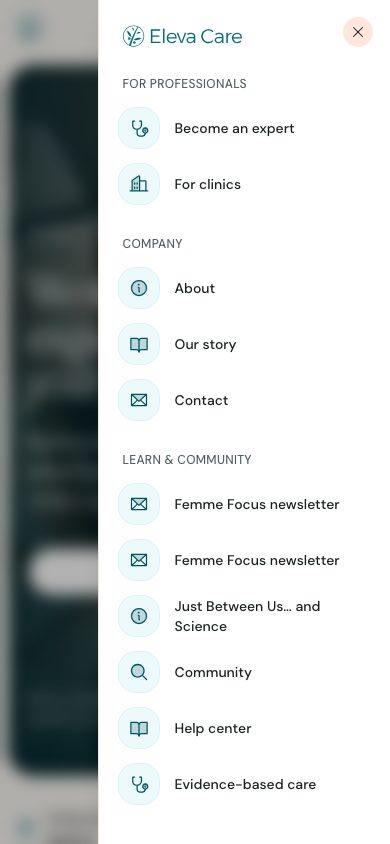 Eleva Care
FOR PROFESSIONALS
Become an expert
For clinics
COMPANY
About
Our story
Contact
LEARN & COMMUNITY
Femme Focus newsletter
Femme Focus newsletter
Just Between Us... and
Science
Community
Help center
Evidence-based care